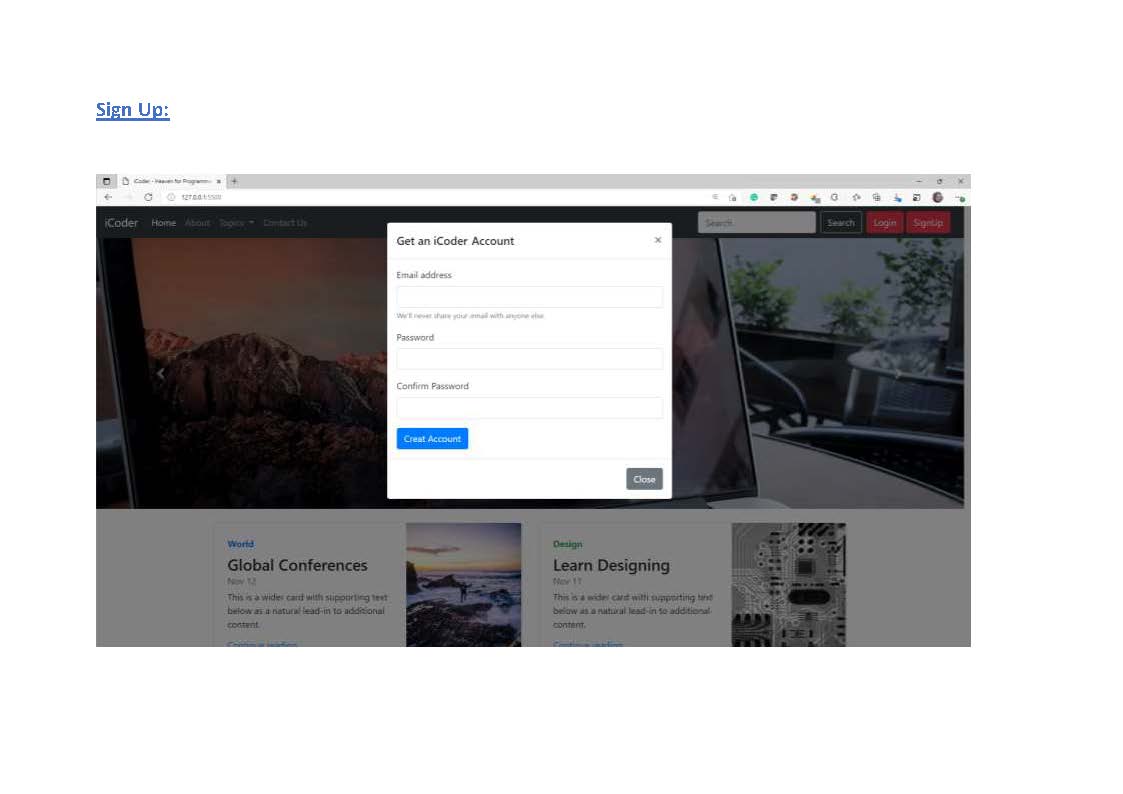 Sign Up:
iCoder - Heaven for Programm
127.0.0.1:5500
iCoder Home About Topics Contact Us Search Search Login SignUp
Get an iCoder Account ×
Email address
We'll never share your email with anyone else.
Password
Confirm Password
Creat Account
Close
World
Global Conferences
Nov 12
This is a wider card with supporting text
below as a natural lead-in to additional
content.
Continue reading
Design
Learn Designing
Nov 11
This is a wider card with supporting text
below as a natural lead-in to additional
content.
Continue reading